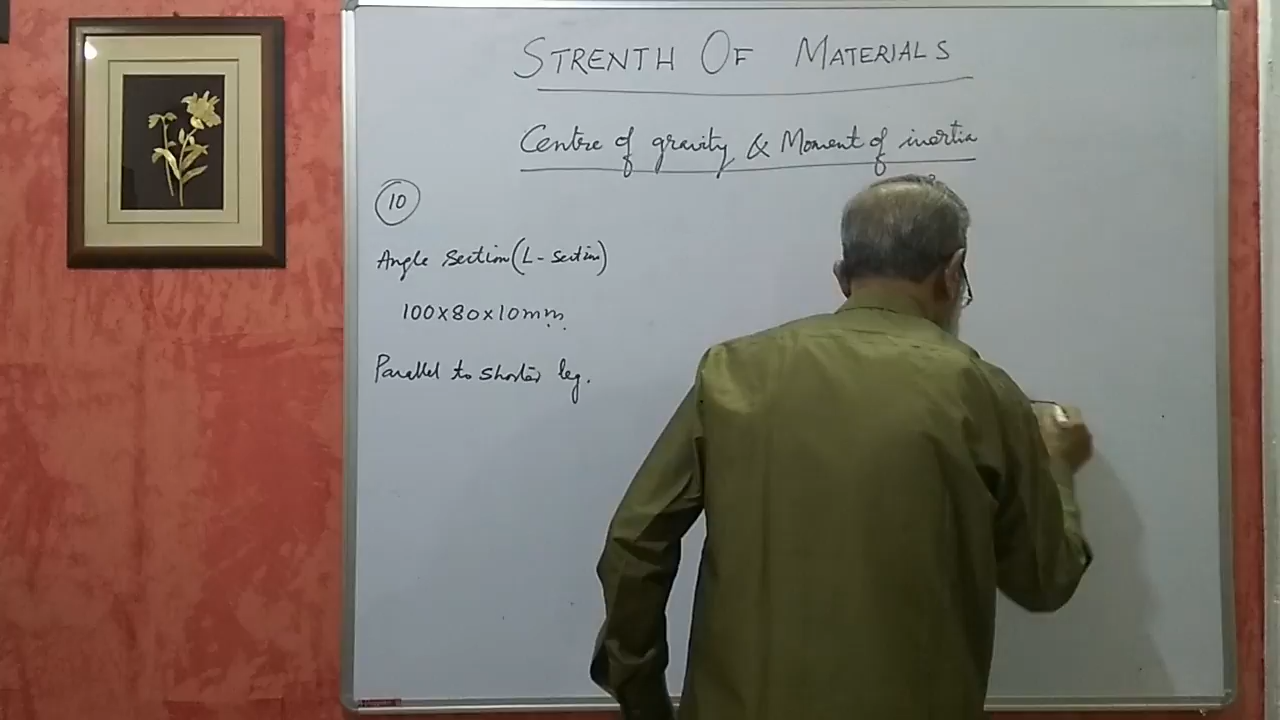 STRENTH OF MATERIALS
Centre of gravity & Moment of inertia
10
Angle section (L-section)
100x80x10mm
Parallel to shorter leg.